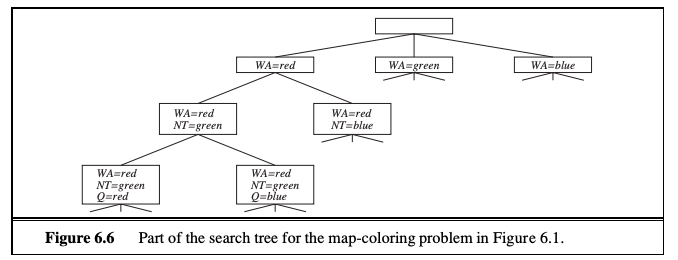 WA=red
WA=green
WA=blue
WA=red
NT=green
WA=red
NT=blue
WA=red
NT=green
Q=red
WA=red
NT=green
Q=blue
Figure 6.6 Part of the search tree for the map-coloring problem in Figure 6.1.